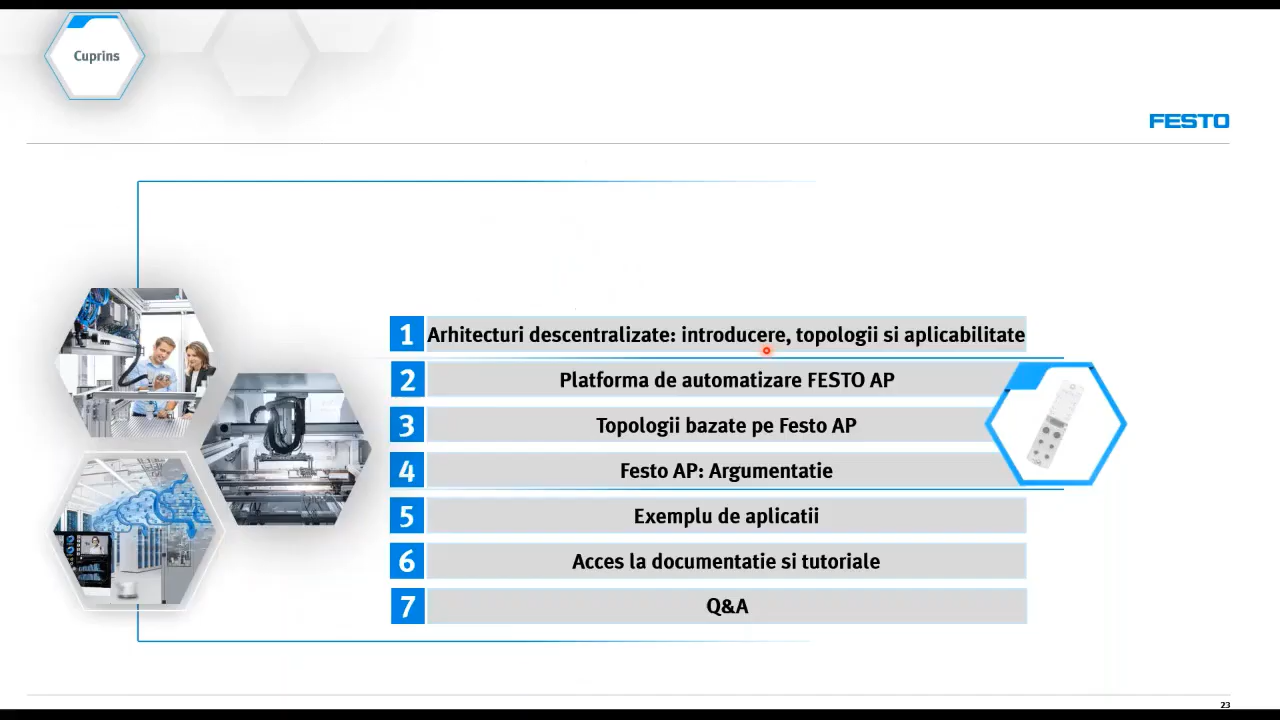 Cuprins
FESTO
1 Arhitecturi descentralizate: introducere, topologii si aplicabilitate
2 Platforma de automatizare FESTO AP
3 Topologii bazate pe Festo AP
4 Festo AP: Argumentatie
5 Exemplu de aplicatii
6 Acces la documentatie si tutoriale
7 Q&A
23